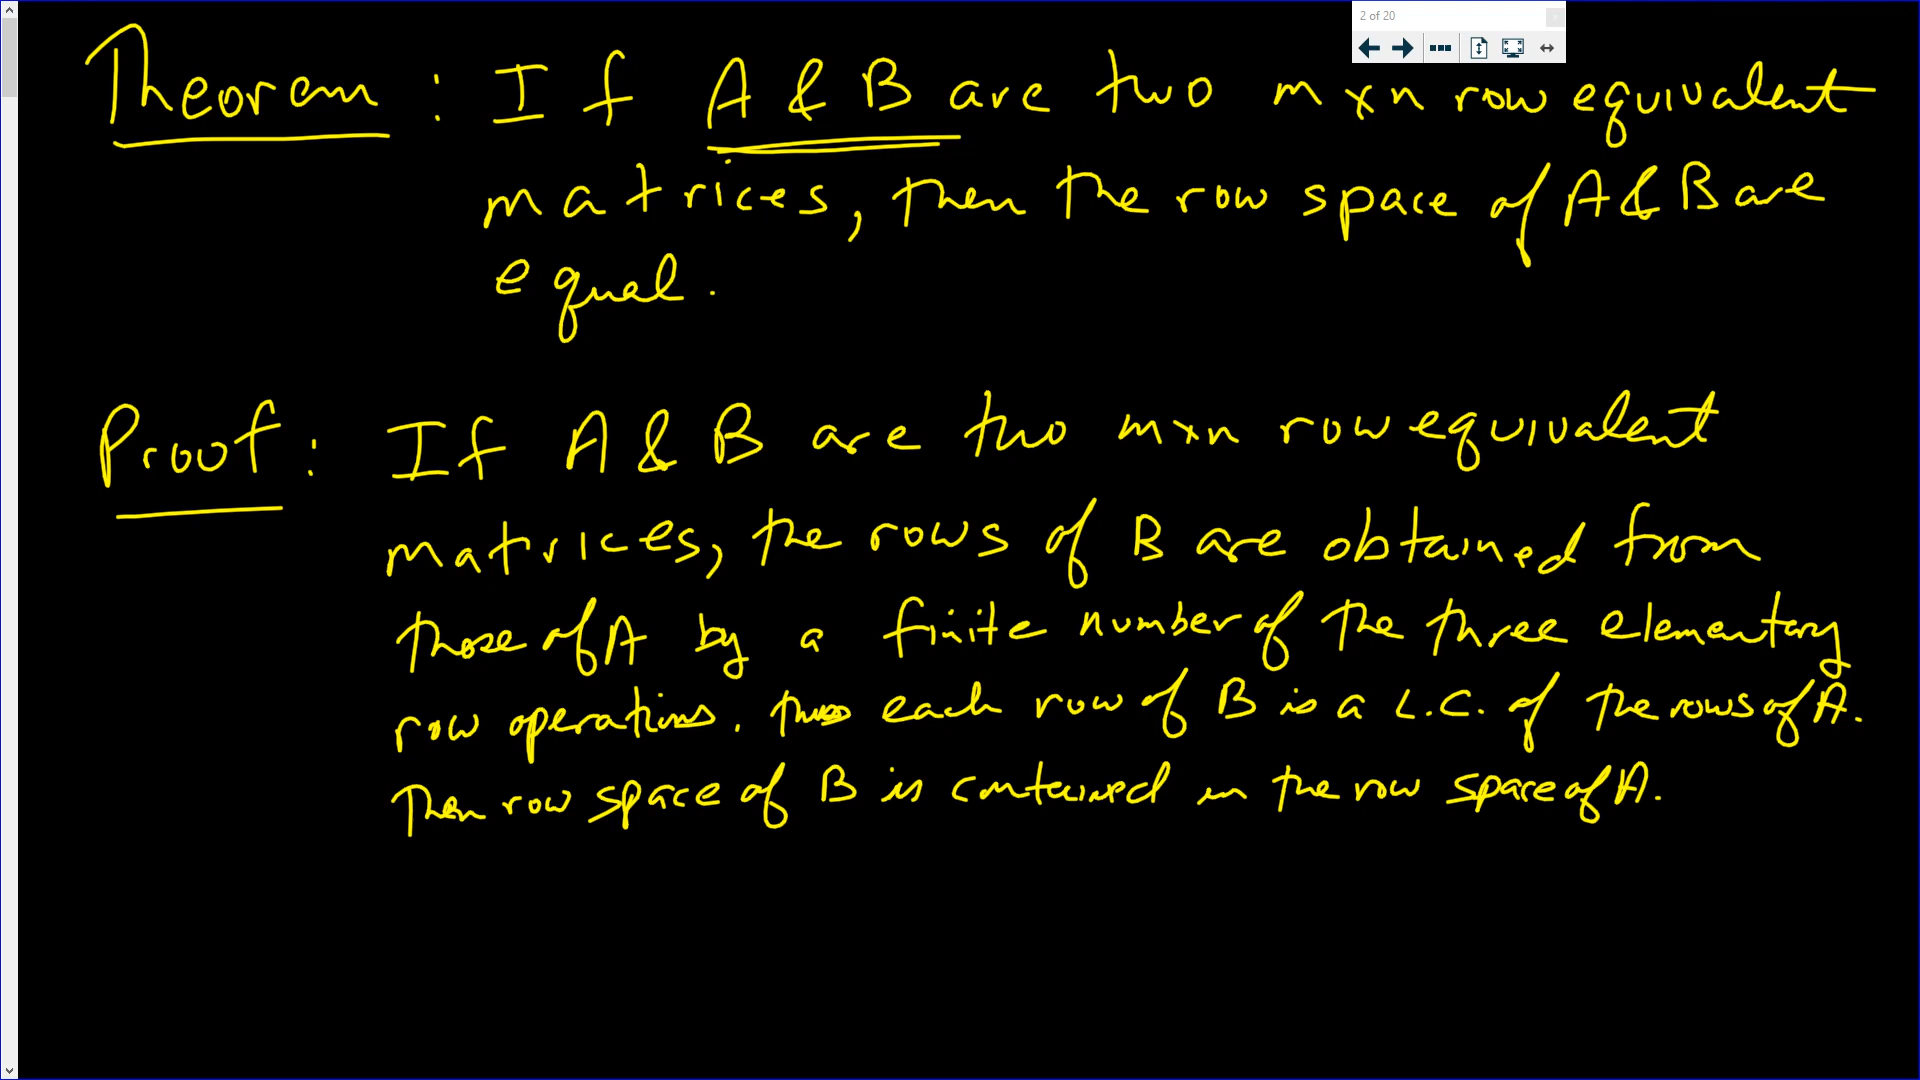 2 of 20
Theorem : If A & B are two m x n row equivalent
matrices, then the row space of A & B are
equal.
Proof : If A & B are two m x n row equivalent
matrices, the rows of B are obtained from
those of A by a finite number of the three elementary
row operations. thus each row of B is a L.C. of the rows of A.
Then row space of B is contained in the row space of A.